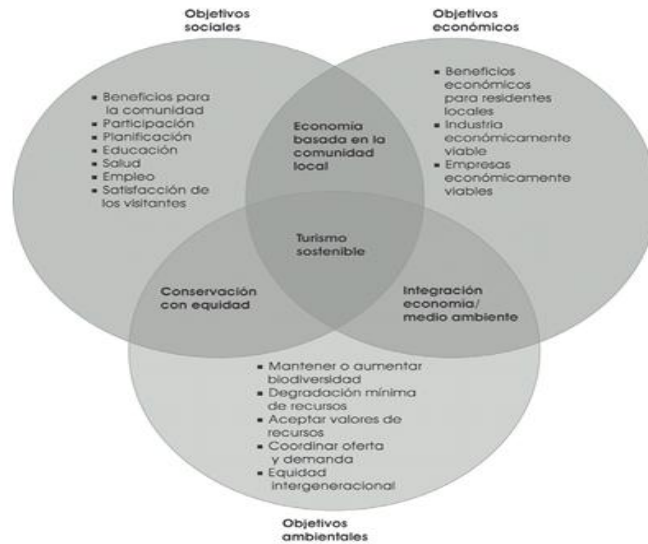 Objetivos
sociales
Objetivos
económicos
▪ Beneficios para
la comunidad
▪ Participación
▪ Planificación
▪ Educación
▪ Salud
▪ Empleo
▪ Satisfacción de
los visitantes
Economía
basada en la
comunidad
local
▪ Beneficios
económicos
para residentes
locales
▪ Industria
económicamente
viable
▪ Empresas
económicamente
viables
Turismo
sostenible
Conservación
con equidad
Integración
economía/
medio ambiente
▪ Mantener o aumentar
biodiversidad
▪ Degradación mínima
de recursos
▪ Aceptar valores de
recursos
▪ Coordinar oferta
y demanda
▪ Equidad
intergeneracional
Objetivos
ambientales